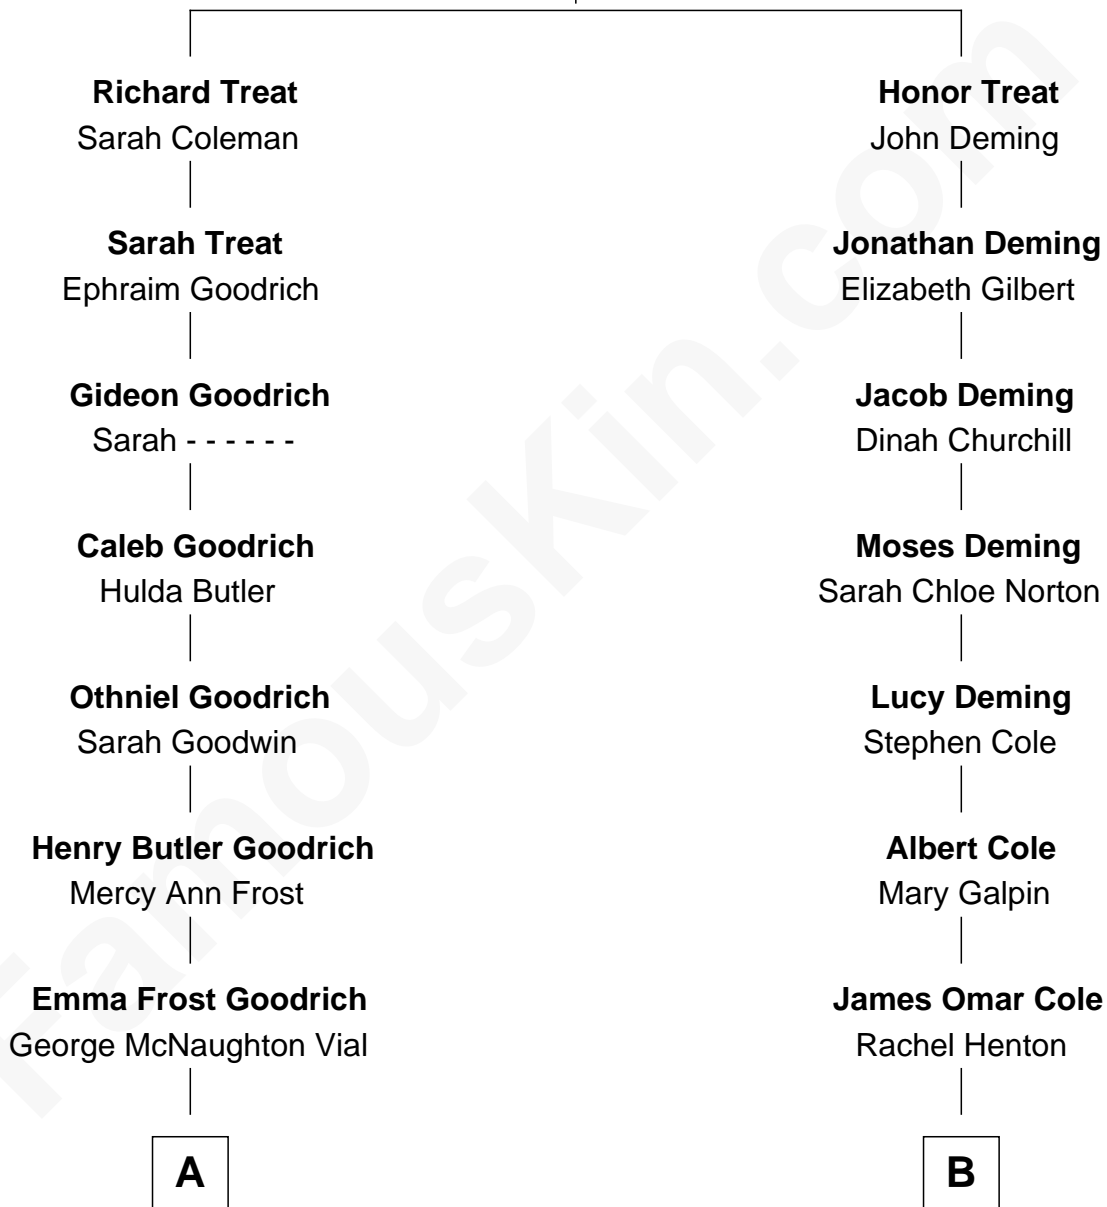 Richard Treat
Sarah Coleman
Honor Treat
John Deming
Sarah Treat
Ephraim Goodrich
Jonathan Deming
Elizabeth Gilbert
Gideon Goodrich
Sarah - - - - - -
Jacob Deming
Dinah Churchill
Caleb Goodrich
Hulda Butler
Moses Deming
Sarah Chloe Norton
Othniel Goodrich
Sarah Goodwin
Lucy Deming
Stephen Cole
Henry Butler Goodrich
Mercy Ann Frost
Albert Cole
Mary Galpin
Emma Frost Goodrich
George McNaughton Vial
James Omar Cole
Rachel Henton
A
B
FamousKin.com